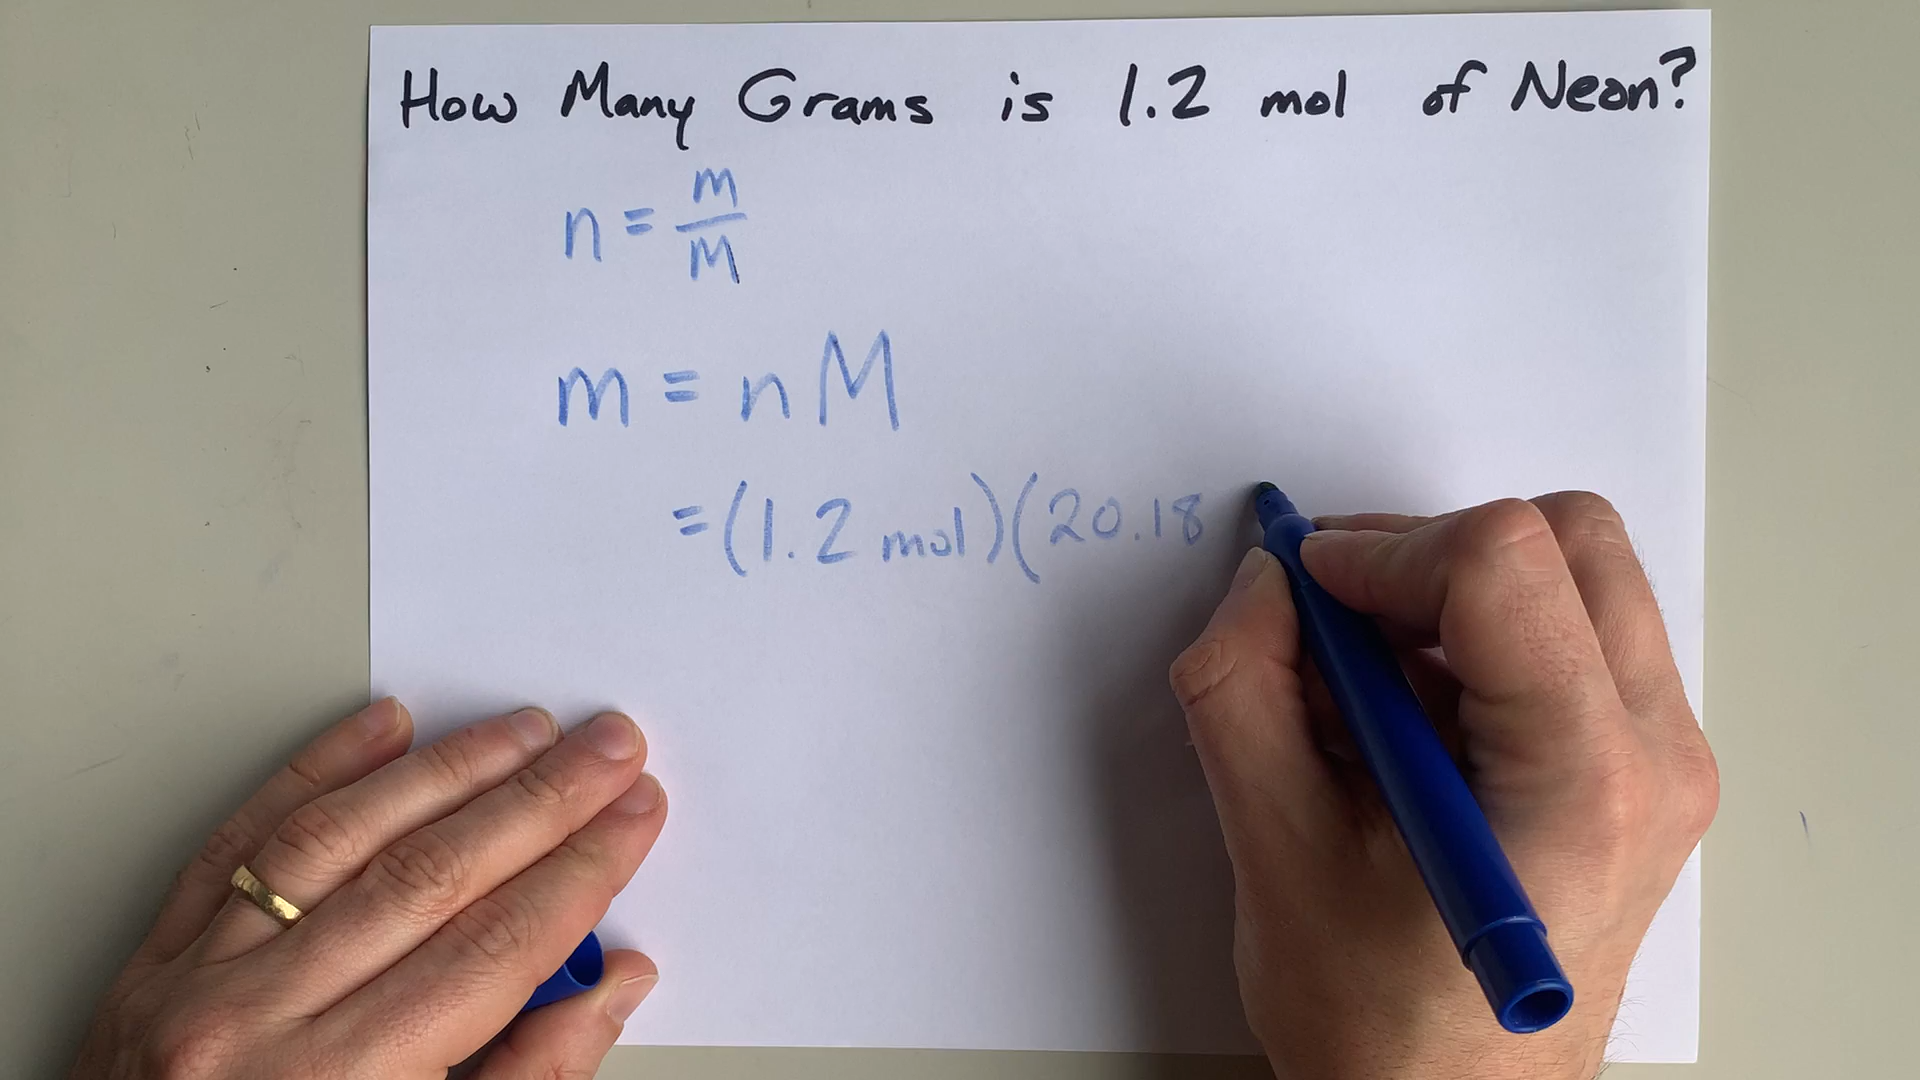 How Many Grams is 1.2 mol of Neon?
n = m/M
m = nM
= (1.2 mol)(20.18